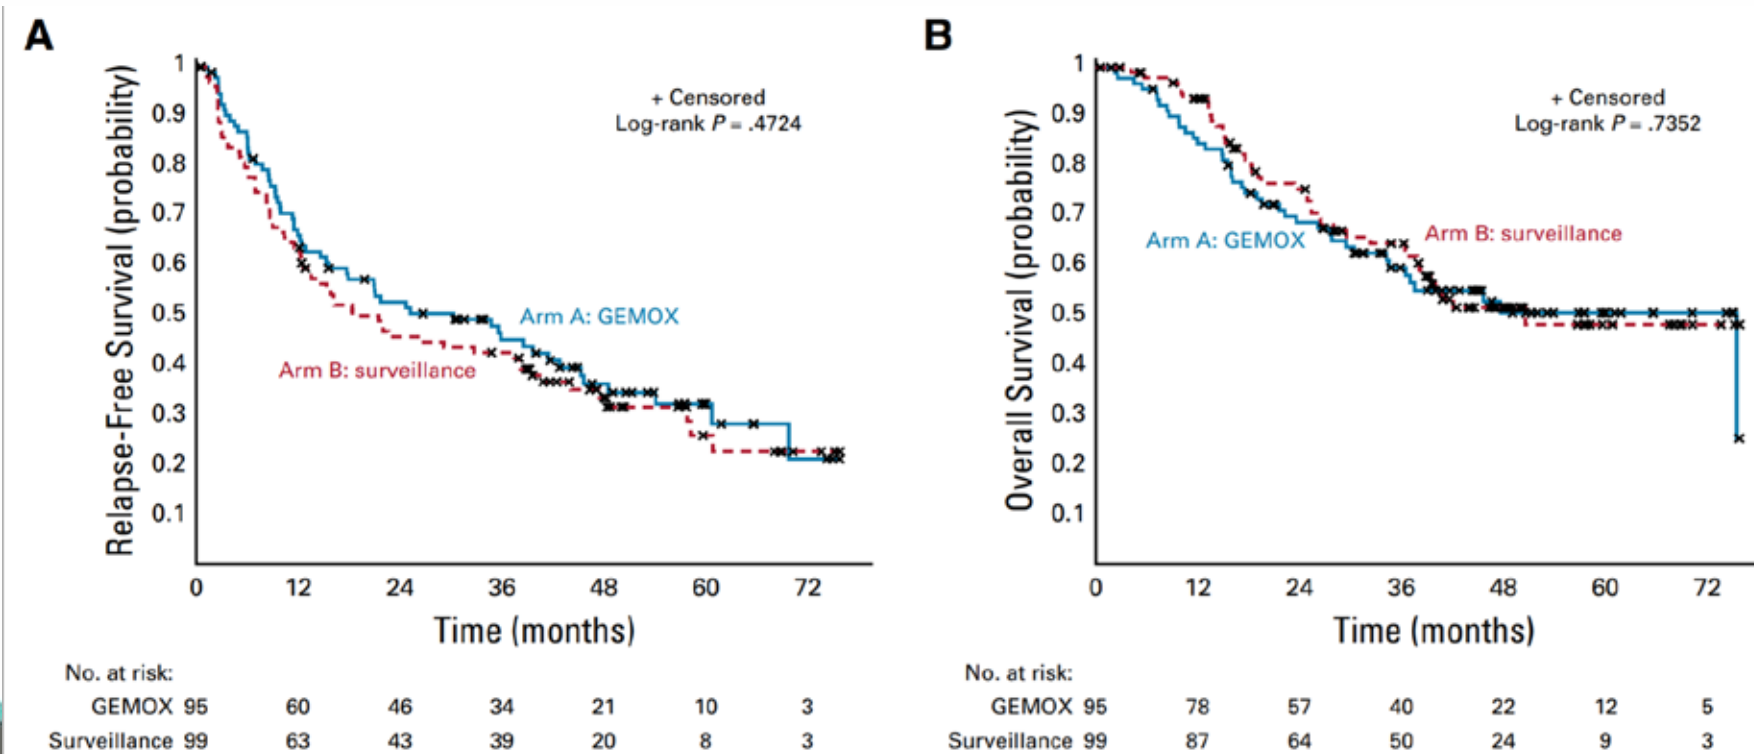 A
Relapse-Free Survival (probability)
1
0.9
0.8
0.7
0.6
0.5
0.4
0.3
0.2
0.1
+ Censored
Log-rank P = .4724
Arm A: GEMOX
Arm B: surveillance
0 12 24 36 48 60 72
Time (months)
No. at risk:
GEMOX 95 60 46 34 21 10 3
Surveillance 99 63 43 39 20 8 3
B
Overall Survival (probability)
1
0.9
0.8
0.7
0.6
0.5
0.4
0.3
0.2
0.1
+ Censored
Log-rank P = .7352
Arm B: surveillance
Arm A: GEMOX
0 12 24 36 48 60 72
Time (months)
No. at risk:
GEMOX 95 78 57 40 22 12 5
Surveillance 99 87 64 50 24 9 3